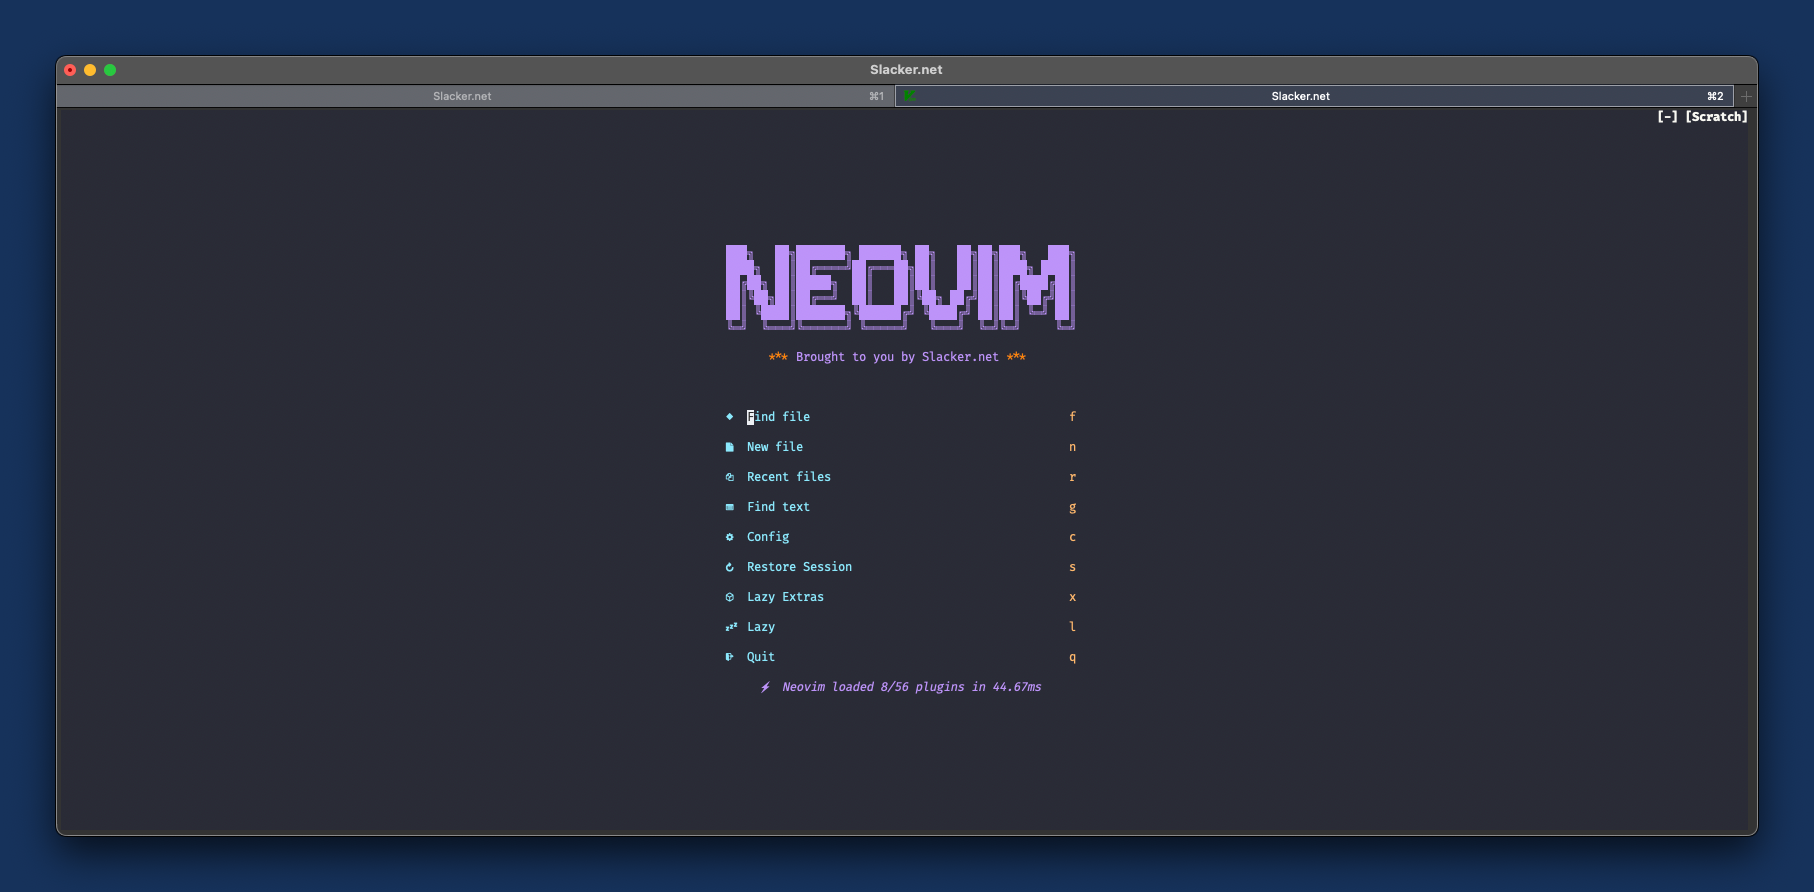 Slacker.net
Slacker.net ⌘1 Slacker.net ⌘2 +
[-] [Scratch]
NEOVIM
*** Brought to you by Slacker.net ***
Find file f
New file n
Recent files r
Find text g
Config c
Restore Session s
Lazy Extras x
zzz Lazy l
Quit q
⚡ Neovim loaded 8/56 plugins in 44.67ms